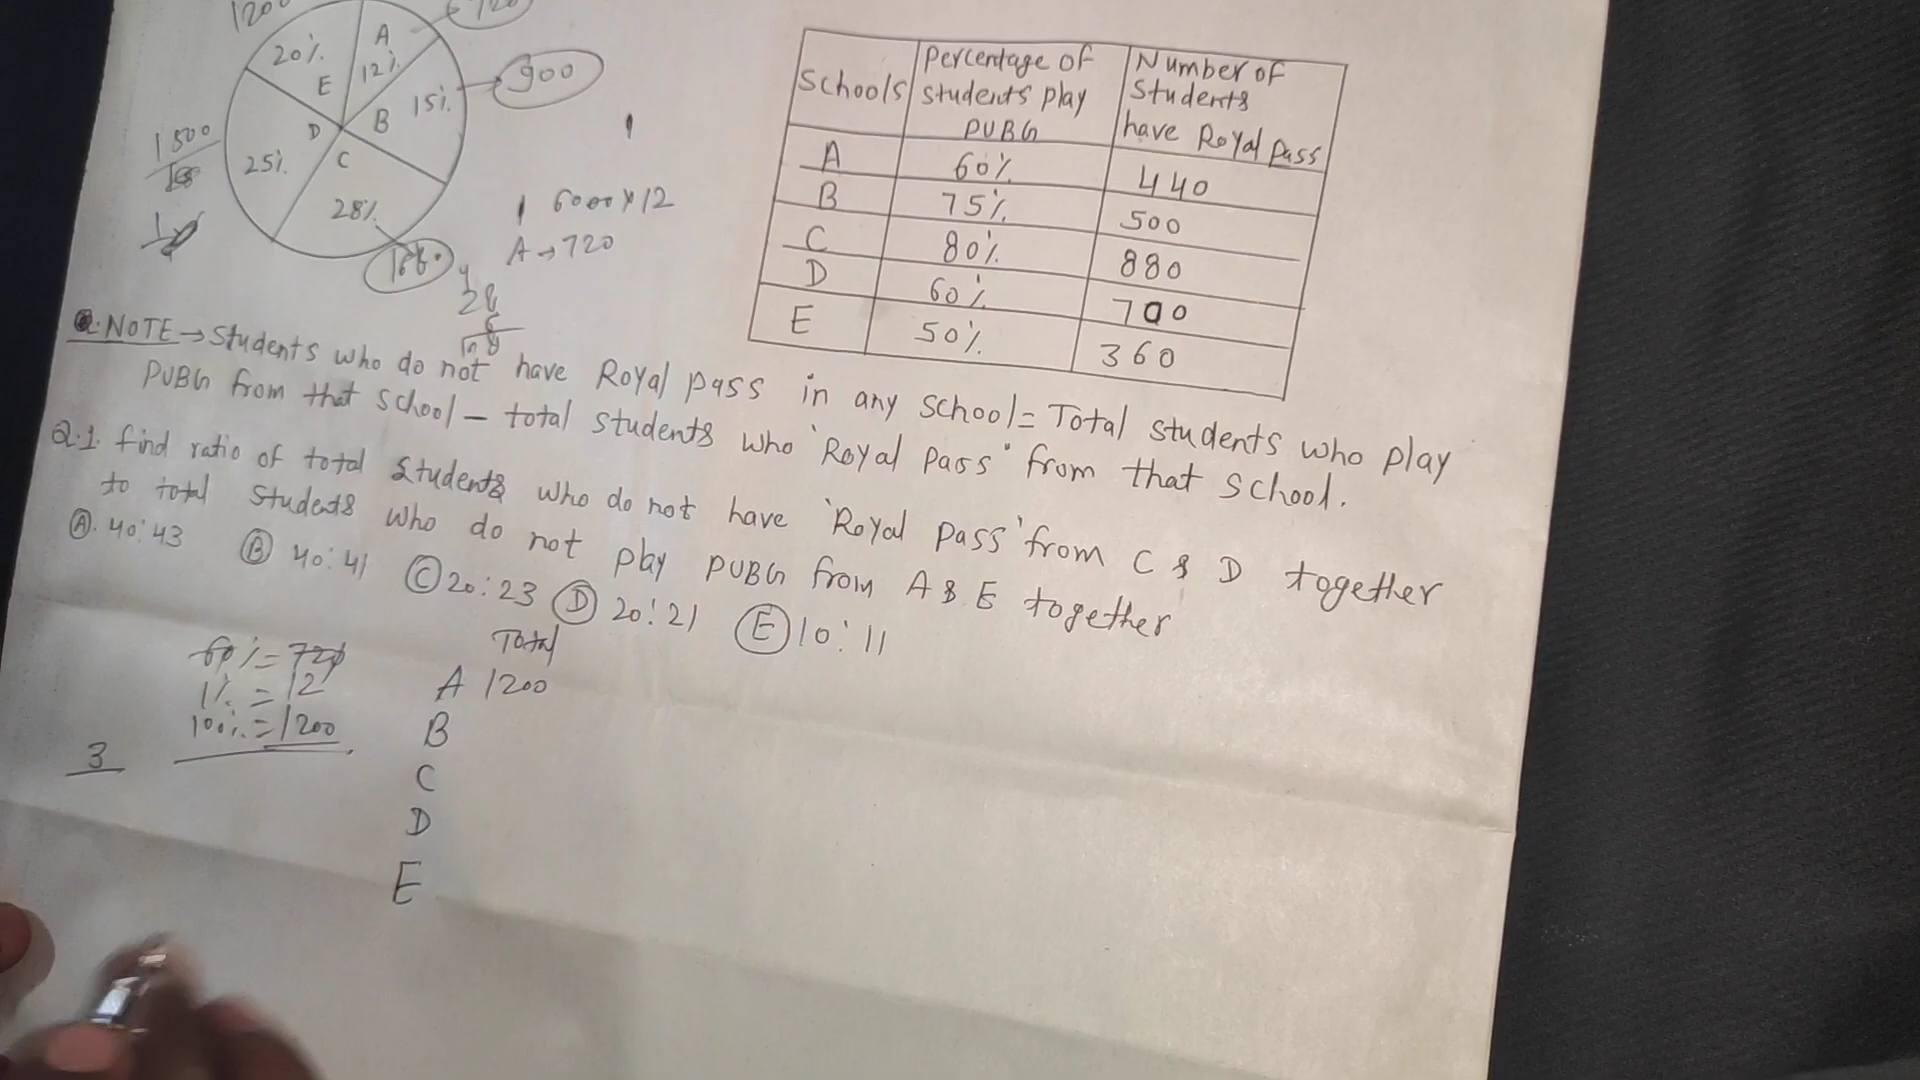 1200
720
20%
A
12%
E
15%
900
B
D
1500
25%
C
28%
6000×12
A → 720
28
Schools
Percentage of
students play
PUBG
Number of
Students
have Royal pass
A 60% 440
B 75% 500
C 80% 880
D 60% 700
E 50% 360
NOTE → Students who do not have Royal pass in any school = Total students who play
PUBG from that school – total students who 'Royal Pass' from that school.
Q.1. find ratio of total students who do not have 'Royal pass' from C & D together
to total students who do not play PUBG from A & E together
(A). 40:43 (B) 40:41 (C) 20:23 (D) 20:21 (E) 10:11
60% = 720
1% = 12
100% = 1200
3
Total
A 1200
B
C
D
E